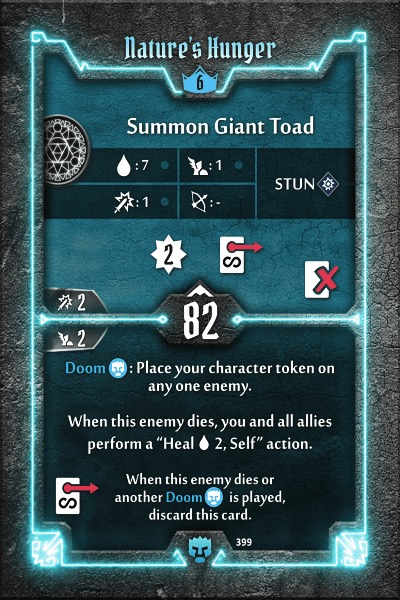 Nature's Hunger
6
Summon Giant Toad
: 7
: 1
: 1
: -
STUN
2
S
X
2
82
2
Doom : Place your character token on
any one enemy.
When this enemy dies, you and all allies
perform a “Heal 2, Self” action.
S
When this enemy dies or
another Doom is played,
discard this card.
399